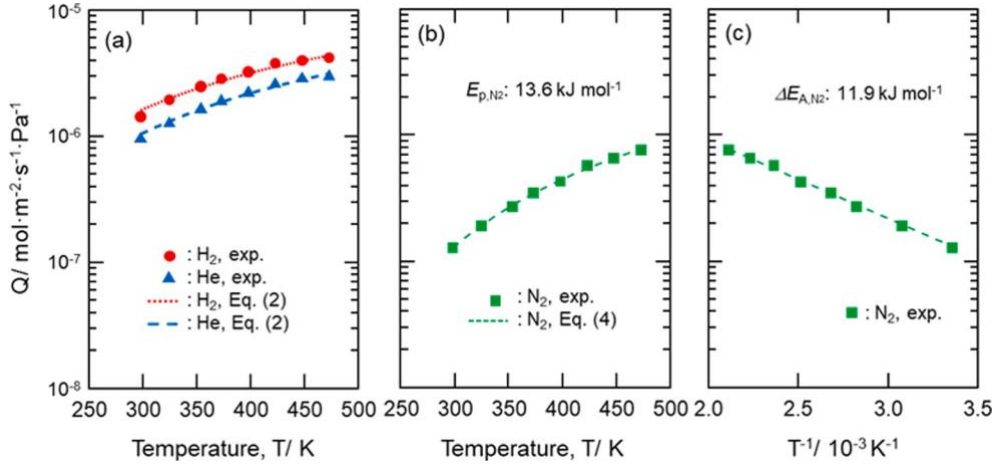 (a)
(b)
(c)
10⁻⁵
10⁻⁶
10⁻⁷
10⁻⁸
Q/ mol·m⁻²·s⁻¹·Pa⁻¹
: H₂, exp.
: He, exp.
: H₂, Eq. (2)
: He, Eq. (2)
250 300 350 400 450 500
Temperature, T/ K
Eₚ,N₂: 13.6 kJ mol⁻¹
: N₂, exp.
: N₂, Eq. (4)
250 300 350 400 450 500
Temperature, T/ K
ΔE_A,N₂: 11.9 kJ mol⁻¹
: N₂, exp.
2.0 2.5 3.0 3.5
T⁻¹/ 10⁻³ K⁻¹